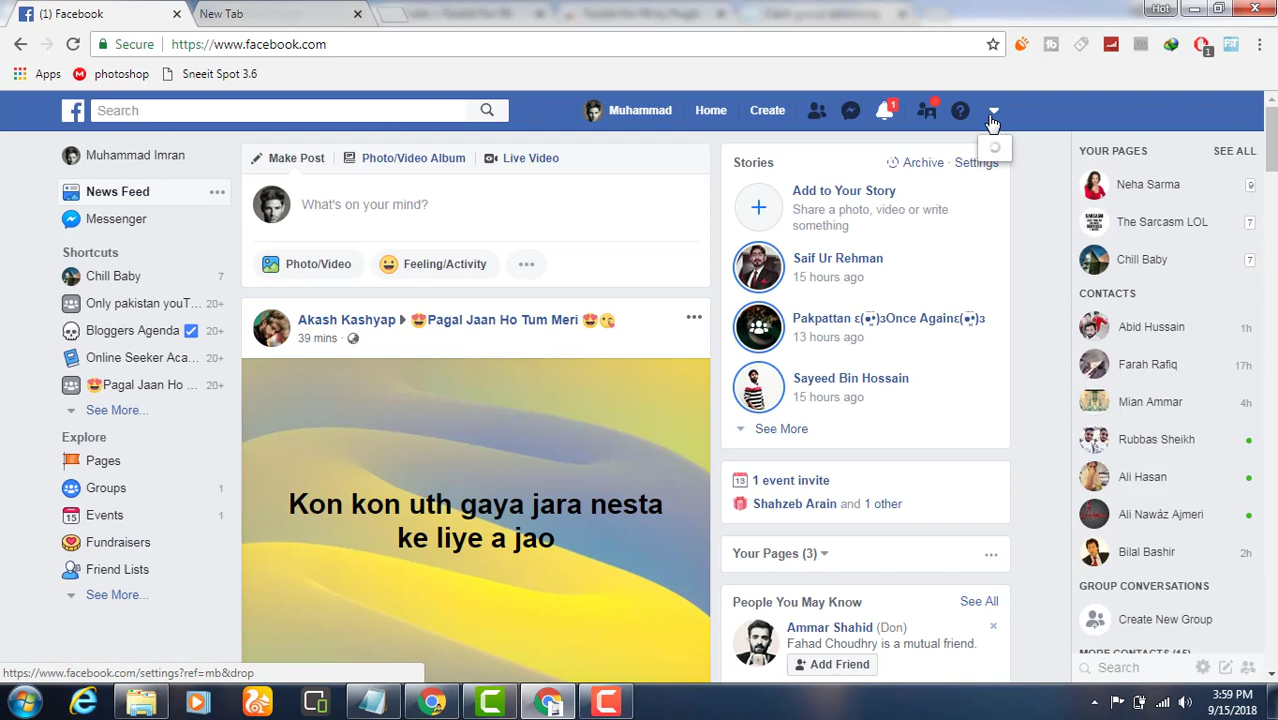 (1) Facebook
New Tab
Hot
Secure
https://www.facebook.com
1
Apps
photoshop
Sneeit Spot 3.6
Search
Muhammad
Home
Create
1
Muhammad Imran
News Feed
Messenger
Shortcuts
Chill Baby
7
Only pakistan youT...
20+
Bloggers Agenda
20+
Online Seeker Aca...
20+
😍Pagal Jaan Ho ...
20+
See More...
Explore
Pages
Groups
1
Events
1
Fundraisers
Friend Lists
See More...
Make Post
Photo/Video Album
Live Video
What's on your mind?
Photo/Video
Feeling/Activity
Akash Kashyap ▸ 😍Pagal Jaan Ho Tum Meri 😍😘
39 mins
Kon kon uth gaya jara nesta
ke liye a jao
Stories
Archive · Settings
Add to Your Story
Share a photo, video or write
something
Saif Ur Rehman
15 hours ago
Pakpattan ε(•̮̮̃•̃)з Once Againε(•̮̮̃•̃)з
13 hours ago
Sayeed Bin Hossain
15 hours ago
See More
1 event invite
Shahzeb Arain and 1 other
Your Pages (3)
People You May Know
See All
Ammar Shahid (Don)
Fahad Choudhry is a mutual friend.
Add Friend
YOUR PAGES
SEE ALL
Neha Sarma
9
The Sarcasm LOL
7
Chill Baby
7
CONTACTS
Abid Hussain
1h
Farah Rafiq
17h
Mian Ammar
4h
Rubbas Sheikh
Ali Hasan
Ali Nawáz Ajmeri
Bilal Bashir
2h
GROUP CONVERSATIONS
Create New Group
MORE CONTACTS (15)
Search
https://www.facebook.com/settings?ref=mb&drop
3:59 PM
9/15/2018